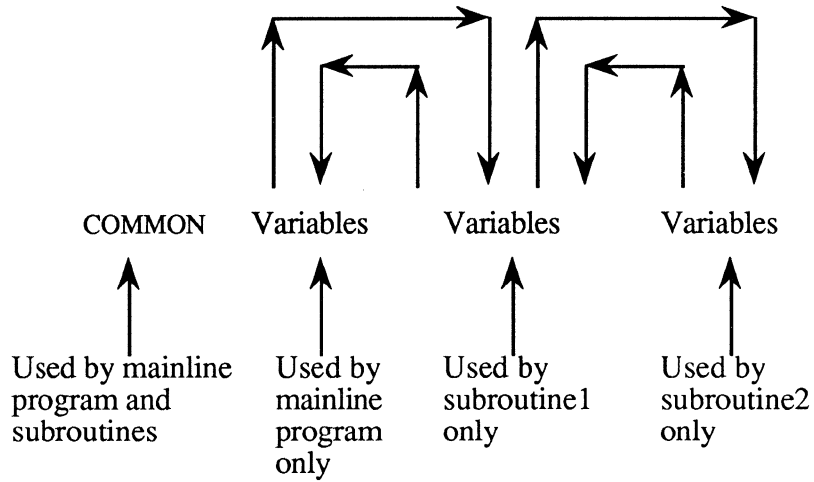 COMMON Variables Variables Variables
Used by mainline
program and
subroutines
Used by
mainline
program
only
Used by
subroutine1
only
Used by
subroutine2
only